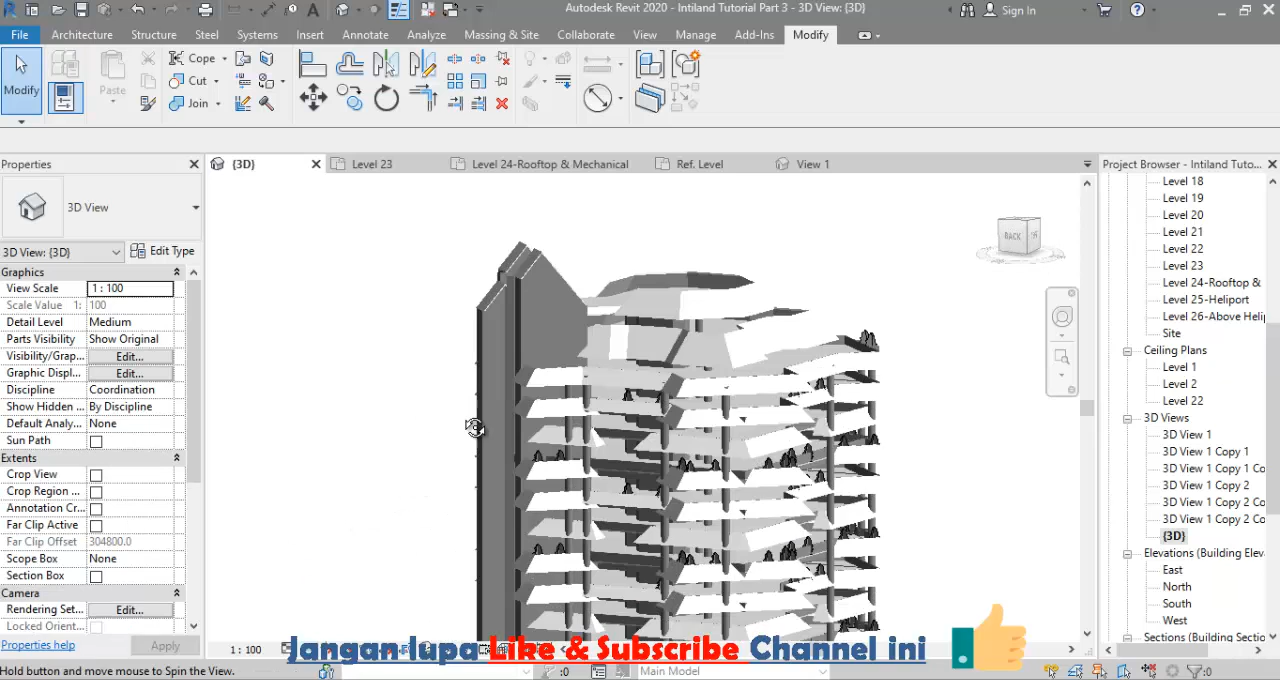 Autodesk Revit 2020 - Intiland Tutorial Part 3 - 3D View: {3D}
Sign In
File Architecture Structure Steel Systems Insert Annotate Analyze Massing & Site Collaborate View Manage Add-Ins Modify
Modify
Paste
Cope
Cut
Join
Properties
{3D}
Level 23
Level 24-Rooftop & Mechanical
Ref. Level
View 1
Project Browser - Intiland Tuto...
3D View
3D View: {3D}
Edit Type
Graphics
View Scale 1 : 100
Scale Value 1: 100
Detail Level Medium
Parts Visibility Show Original
Visibility/Grap... Edit...
Graphic Displ... Edit...
Discipline Coordination
Show Hidden ... By Discipline
Default Analy... None
Sun Path
Extents
Crop View
Crop Region ...
Annotation Cr...
Far Clip Active
Far Clip Offset 304800.0
Scope Box None
Section Box
Camera
Rendering Set... Edit...
Locked Orient...
Properties help
Apply
BACK
Level 18
Level 19
Level 20
Level 21
Level 22
Level 23
Level 24-Rooftop &
Level 25-Heliport
Level 26-Above Heli
Site
Ceiling Plans
Level 1
Level 2
Level 22
3D Views
3D View 1
3D View 1 Copy 1
3D View 1 Copy 1 Co
3D View 1 Copy 2
3D View 1 Copy 2 Co
3D View 1 Copy 2 Co
{3D}
Elevations (Building Elev
East
North
South
West
Sections (Building Sectio
1 : 100
Jangan lupa Like & Subscribe Channel ini
Hold button and move mouse to Spin the View.
:0
Main Model
:0